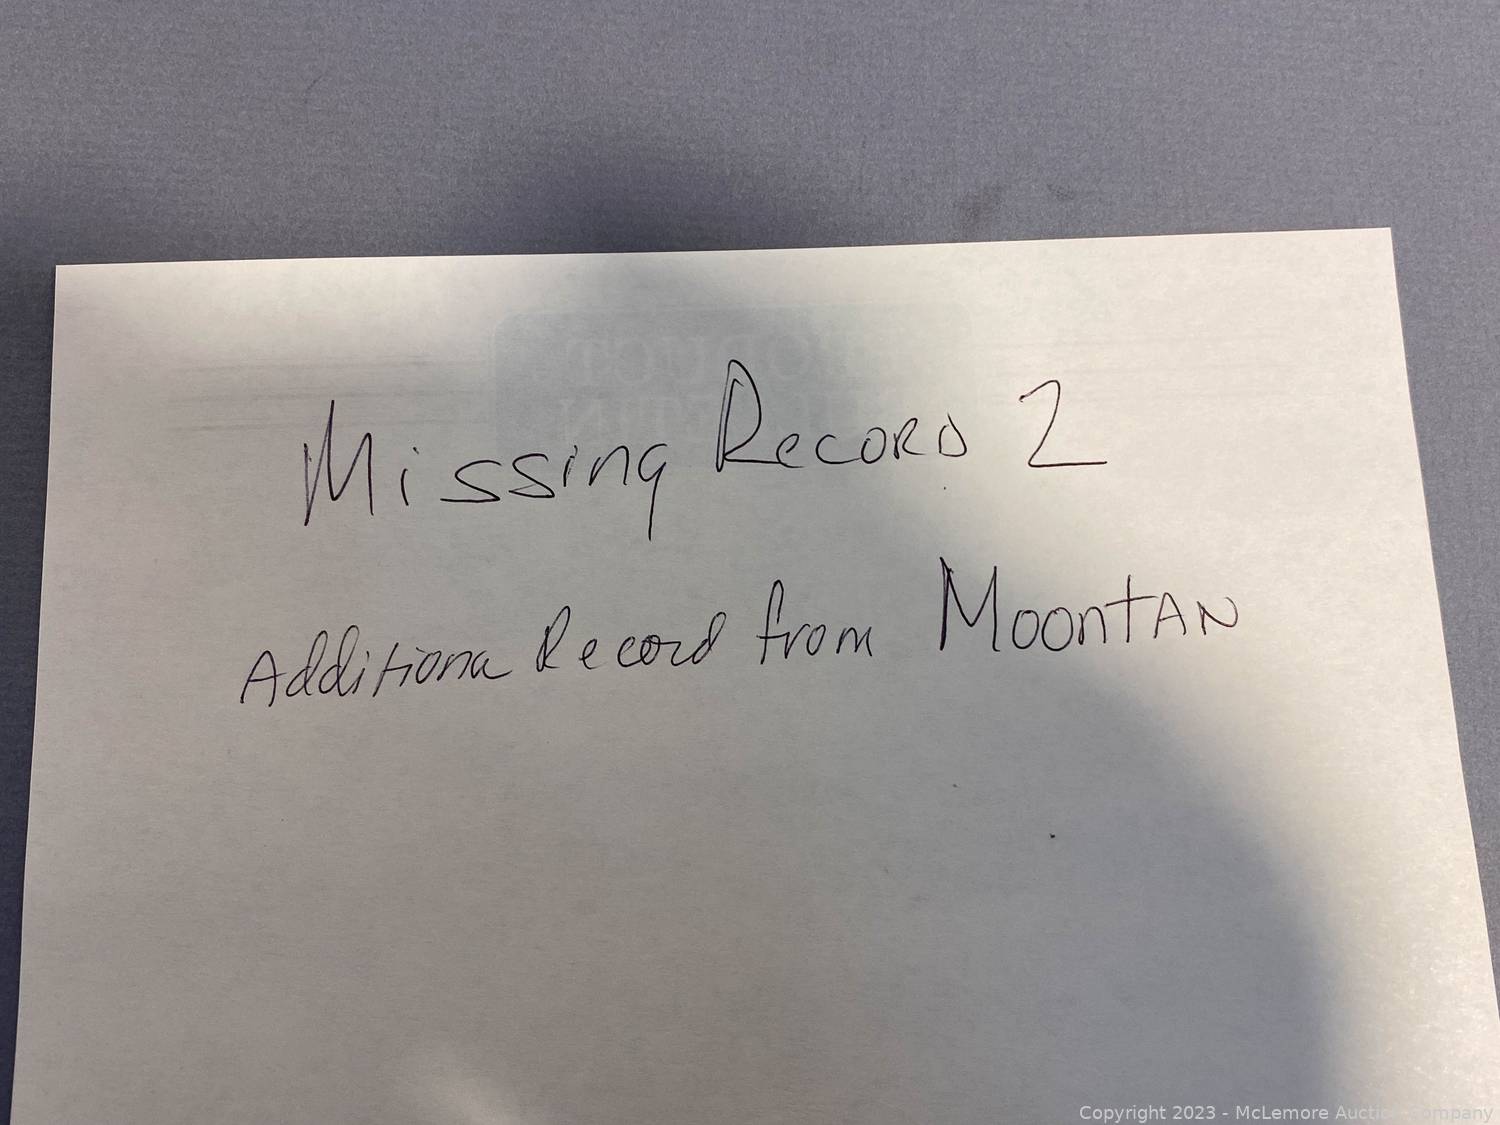 Missing Record 2
Additiona Record from Moontan
Copyright 2023 - McLemore Auction Company